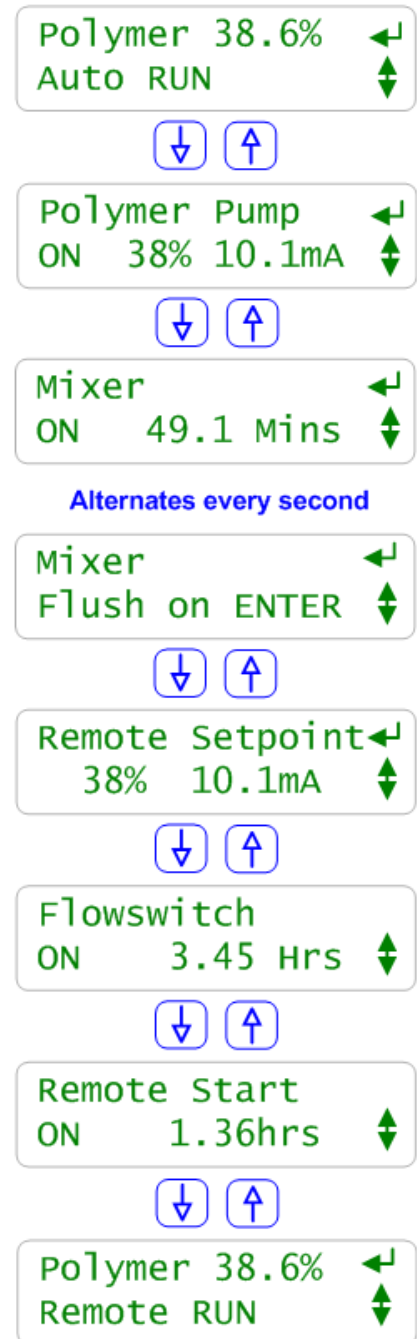 Polymer 38.6%
Auto RUN
Polymer Pump
ON 38% 10.1mA
Mixer
ON 49.1 Mins
Alternates every second
Mixer
Flush on ENTER
Remote Setpoint
38% 10.1mA
Flowswitch
ON 3.45 Hrs
Remote Start
ON 1.36hrs
Polymer 38.6%
Remote RUN